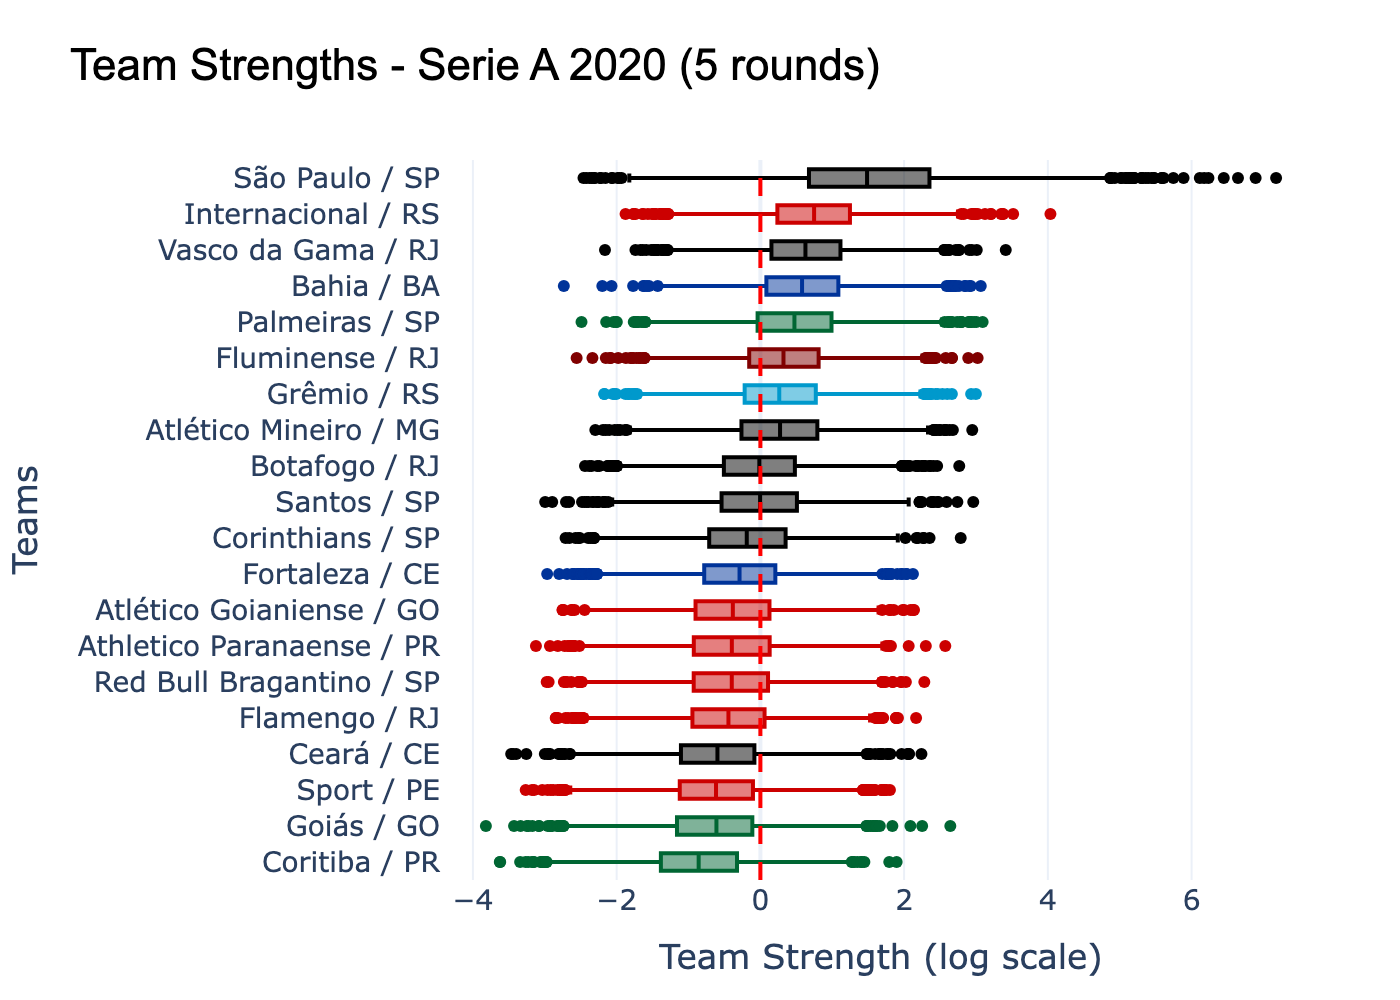 Team Strengths - Serie A 2020 (5 rounds)
São Paulo / SP
Internacional / RS
Vasco da Gama / RJ
Bahia / BA
Palmeiras / SP
Fluminense / RJ
Grêmio / RS
Atlético Mineiro / MG
Botafogo / RJ
Santos / SP
Corinthians / SP
Fortaleza / CE
Atlético Goianiense / GO
Athletico Paranaense / PR
Red Bull Bragantino / SP
Flamengo / RJ
Ceará / CE
Sport / PE
Goiás / GO
Coritiba / PR
Teams
−4 −2 0 2 4 6
Team Strength (log scale)